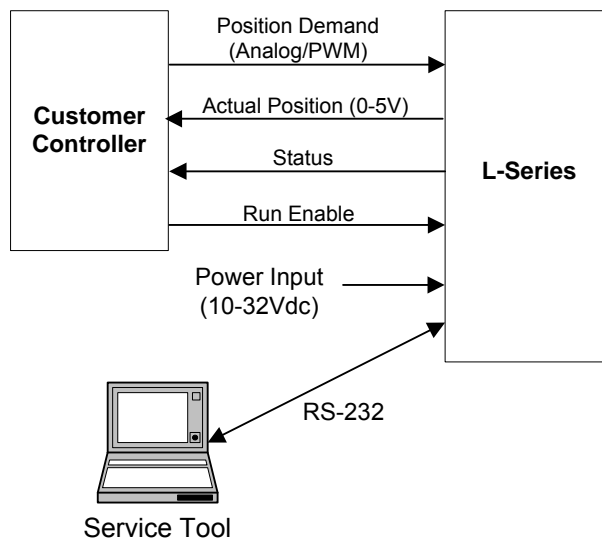 Position Demand
(Analog/PWM)
Customer
Controller
Actual Position (0-5V)
Status
L-Series
Run Enable
Power Input
(10-32Vdc)
RS-232
Service Tool